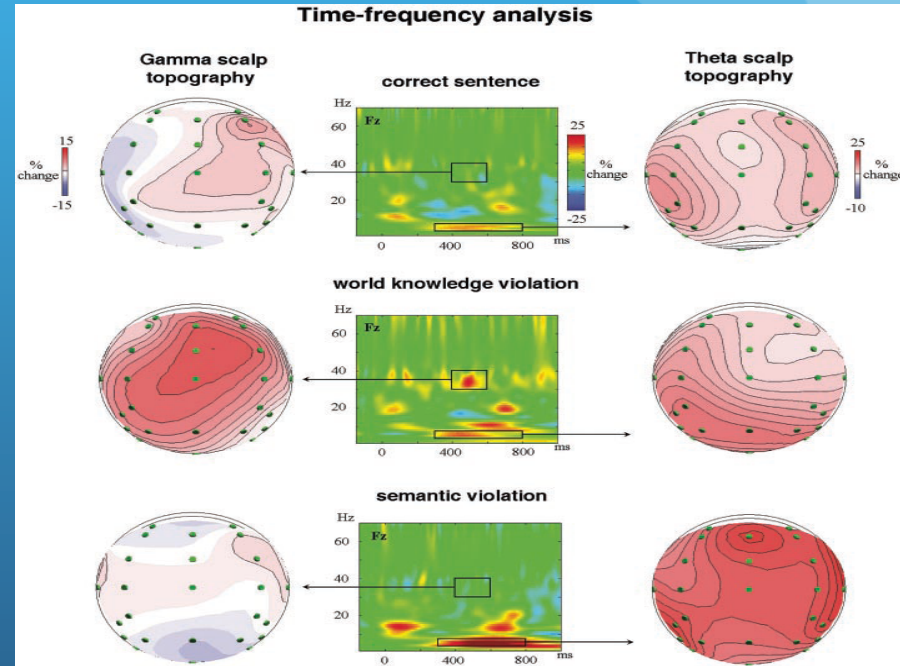 Time-frequency analysis
Gamma scalp
topography
correct sentence
Theta scalp
topography
Hz
Fz
60
40
20
0
400
800
ms
15
%
change
-15
25
%
change
-25
25
%
change
-10
world knowledge violation
Hz
Fz
60
40
20
0
400
800
ms
semantic violation
Hz
Fz
60
40
20
0
400
800
ms